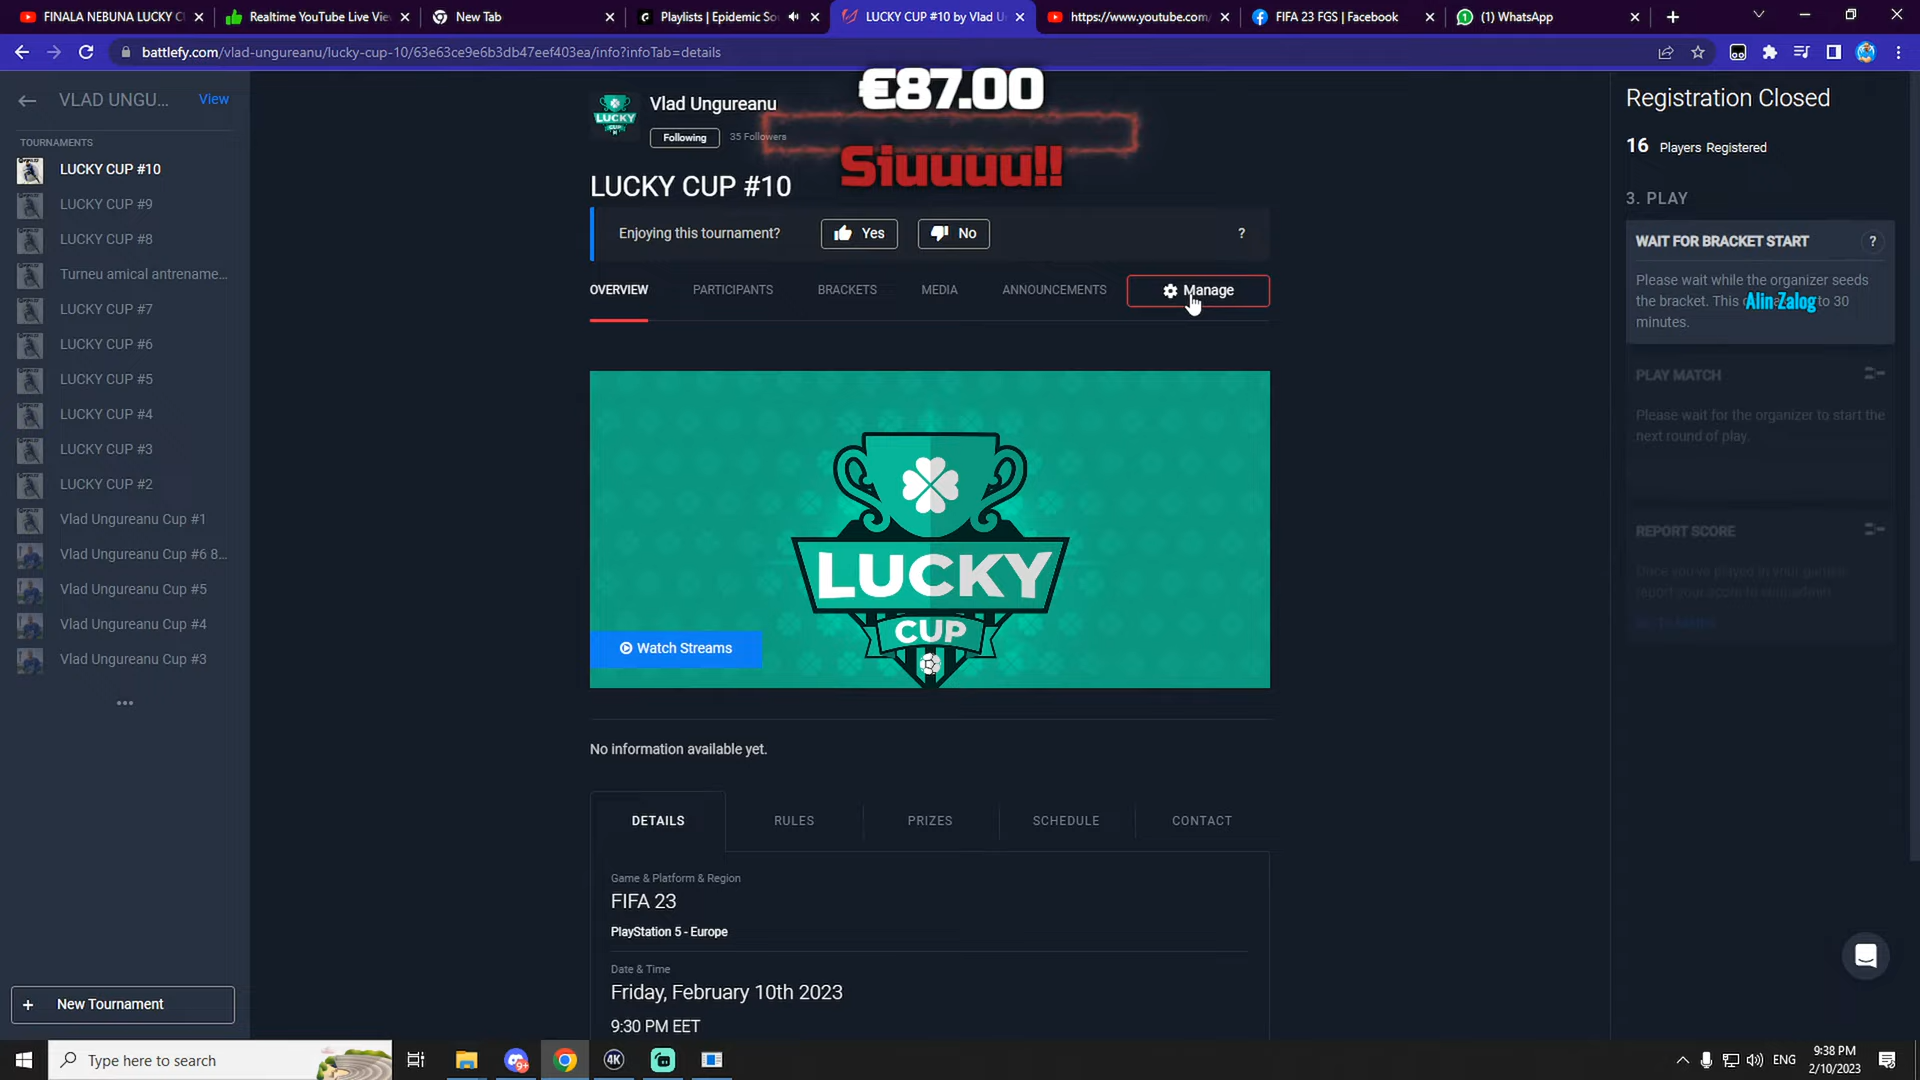 FINALA NEBUNA LUCKY C
Realtime YouTube Live Vie
New Tab
Playlists | Epidemic So
LUCKY CUP #10 by Vlad U
https://www.youtube.com/
FIFA 23 FGS | Facebook
(1) WhatsApp
battlefy.com/vlad-ungureanu/lucky-cup-10/63e63ce9e6b3db47eef403ea/info?infoTab=details
VLAD UNGU...
View
TOURNAMENTS
LUCKY CUP #10
LUCKY CUP #9
LUCKY CUP #8
Turneu amical antrename...
LUCKY CUP #7
LUCKY CUP #6
LUCKY CUP #5
LUCKY CUP #4
LUCKY CUP #3
LUCKY CUP #2
Vlad Ungureanu Cup #1
Vlad Ungureanu Cup #6 8...
Vlad Ungureanu Cup #5
Vlad Ungureanu Cup #4
Vlad Ungureanu Cup #3
New Tournament
€87.00
Siuuuu!!
LUCKY
CUP
Vlad Ungureanu
Following
35 Followers
LUCKY CUP #10
Enjoying this tournament?
Yes
No
?
OVERVIEW
PARTICIPANTS
BRACKETS
MEDIA
ANNOUNCEMENTS
Manage
LUCKY
CUP
Watch Streams
No information available yet.
DETAILS
RULES
PRIZES
SCHEDULE
CONTACT
Game & Platform & Region
FIFA 23
PlayStation 5 - Europe
Date & Time
Friday, February 10th 2023
9:30 PM EET
Registration Closed
16 Players Registered
3. PLAY
WAIT FOR BRACKET START
?
Please wait while the organizer seeds
the bracket. This to 30
minutes.
Alin Zalog
PLAY MATCH
Please wait for the organizer to start the
next round of play.
REPORT SCORE
Type here to search
9+
4K
ENG
9:38 PM
2/10/2023